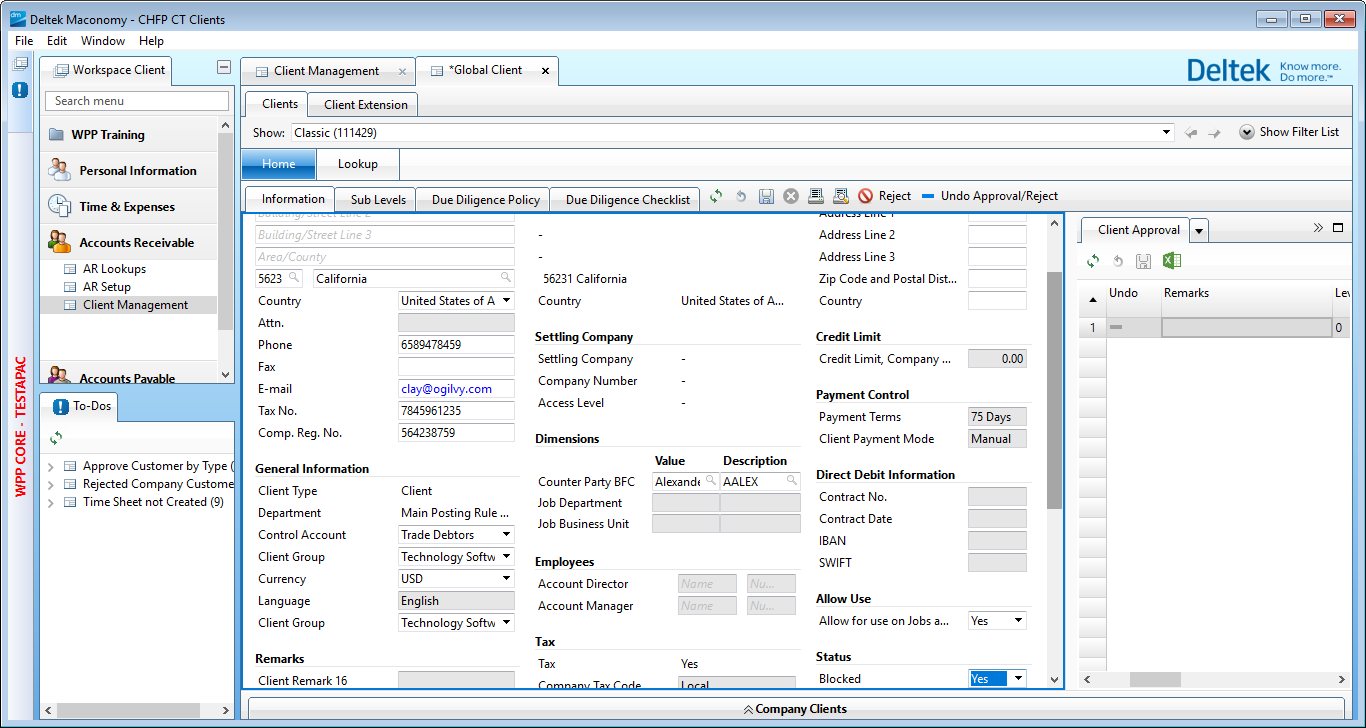 Deltek Maconomy - CHFP CT Clients
File Edit Window Help
Workspace Client
Search menu
WPP Training
Personal Information
Time & Expenses
Accounts Receivable
AR Lookups
AR Setup
Client Management
Accounts Payable
WPP CORE - TESTAPAC
To-Dos
Approve Customer by Type (
Rejected Company Custome
Time Sheet not Created (9)
Client Management *Global Client
Deltek Know more.
Do more.™
Clients Client Extension
Show: Classic (111429) Show Filter List
Home Lookup
Information Sub Levels Due Diligence Policy Due Diligence Checklist Reject Undo Approval/Reject
Building/Street Line 2
Building/Street Line 3
Area/County
5623 California
Country United States of A
Attn.
Phone 6589478459
Fax
E-mail clay@ogilvy.com
Tax No. 7845961235
Comp. Reg. No. 564238759
General Information
Client Type Client
Department Main Posting Rule ...
Control Account Trade Debtors
Client Group Technology Softw
Currency USD
Language English
Client Group Technology Softw
Remarks
Client Remark 16
-
-
56231 California
Country United States of A...
Settling Company
Settling Company -
Company Number -
Access Level -
Dimensions
Value Description
Counter Party BFC Alexande AALEX
Job Department
Job Business Unit
Employees
Account Director Name Nu...
Account Manager Name Nu...
Tax
Tax Yes
Company Tax Code Local
Address Line 1
Address Line 2
Address Line 3
Zip Code and Postal Dist...
Country
Credit Limit
Credit Limit, Company ... 0.00
Payment Control
Payment Terms 75 Days
Client Payment Mode Manual
Direct Debit Information
Contract No.
Contract Date
IBAN
SWIFT
Allow Use
Allow for use on Jobs a... Yes
Status
Blocked Yes
Client Approval
Undo Remarks Lev
1 0
Company Clients